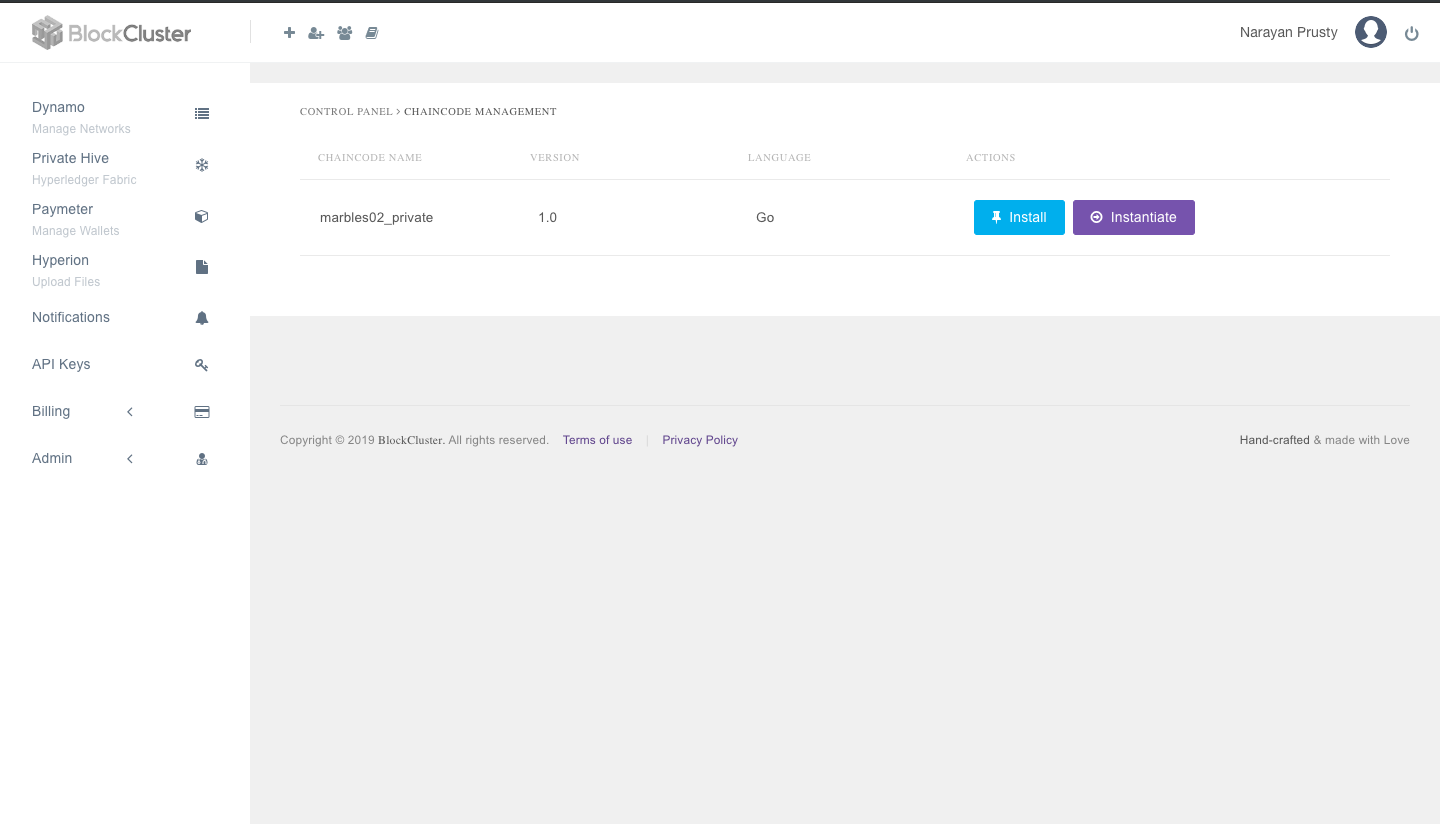 BlockCluster
Narayan Prusty
Dynamo
Manage Networks
Private Hive
Hyperledger Fabric
Paymeter
Manage Wallets
Hyperion
Upload Files
Notifications
API Keys
Billing
Admin
CONTROL PANEL > CHAINCODE MANAGEMENT
CHAINCODE NAME VERSION LANGUAGE ACTIONS
marbles02_private 1.0 Go Install Instantiate
Copyright © 2019 BlockCluster. All rights reserved. Terms of use | Privacy Policy Hand-crafted & made with Love